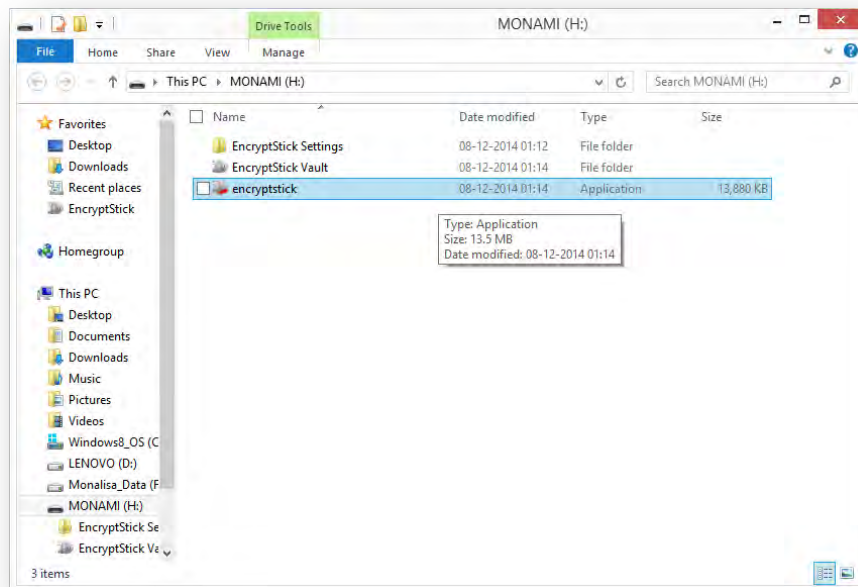 Drive Tools
MONAMI (H:)
File Home Share View Manage
This PC MONAMI (H:)
Search MONAMI (H:)
Name Date modified Type Size
EncryptStick Settings 08-12-2014 01:12 File folder
EncryptStick Vault 08-12-2014 01:14 File folder
encryptstick 08-12-2014 01:14 Application 13,880 KB
Type: Application
Size: 13.5 MB
Date modified: 08-12-2014 01:14
Favorites
Desktop
Downloads
Recent places
EncryptStick
Homegroup
This PC
Desktop
Documents
Downloads
Music
Pictures
Videos
Windows8_OS (C
LENOVO (D:)
Monalisa_Data (F
MONAMI (H:)
EncryptStick Se
EncryptStick Va
3 items